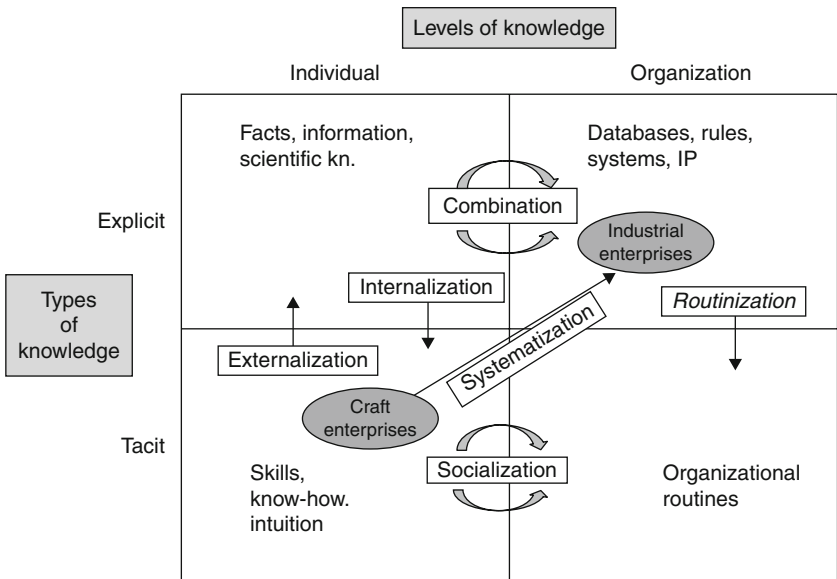 Levels of knowledge
Individual
Organization
Facts, information,
scientific kn.
Databases, rules,
systems, IP
Explicit
Combination
Industrial
enterprises
Types
of
knowledge
Internalization
Routinization
Externalization
Systematization
Craft
enterprises
Tacit
Skills,
know-how.
intuition
Socialization
Organizational
routines